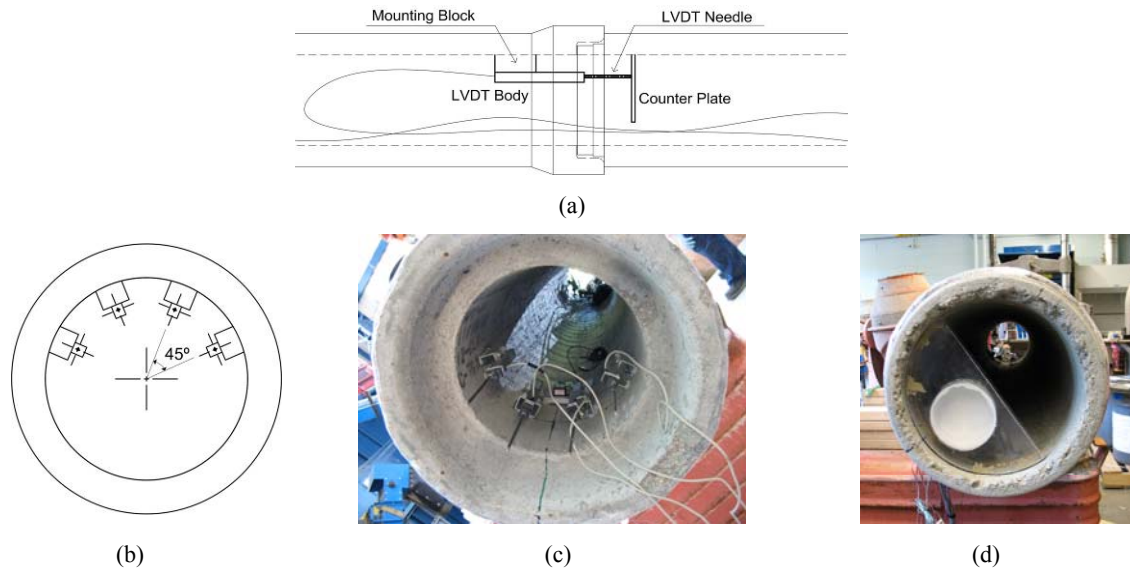 Mounting Block
LVDT Needle
LVDT Body
Counter Plate
(a)
45º
(b)
(c)
(d)